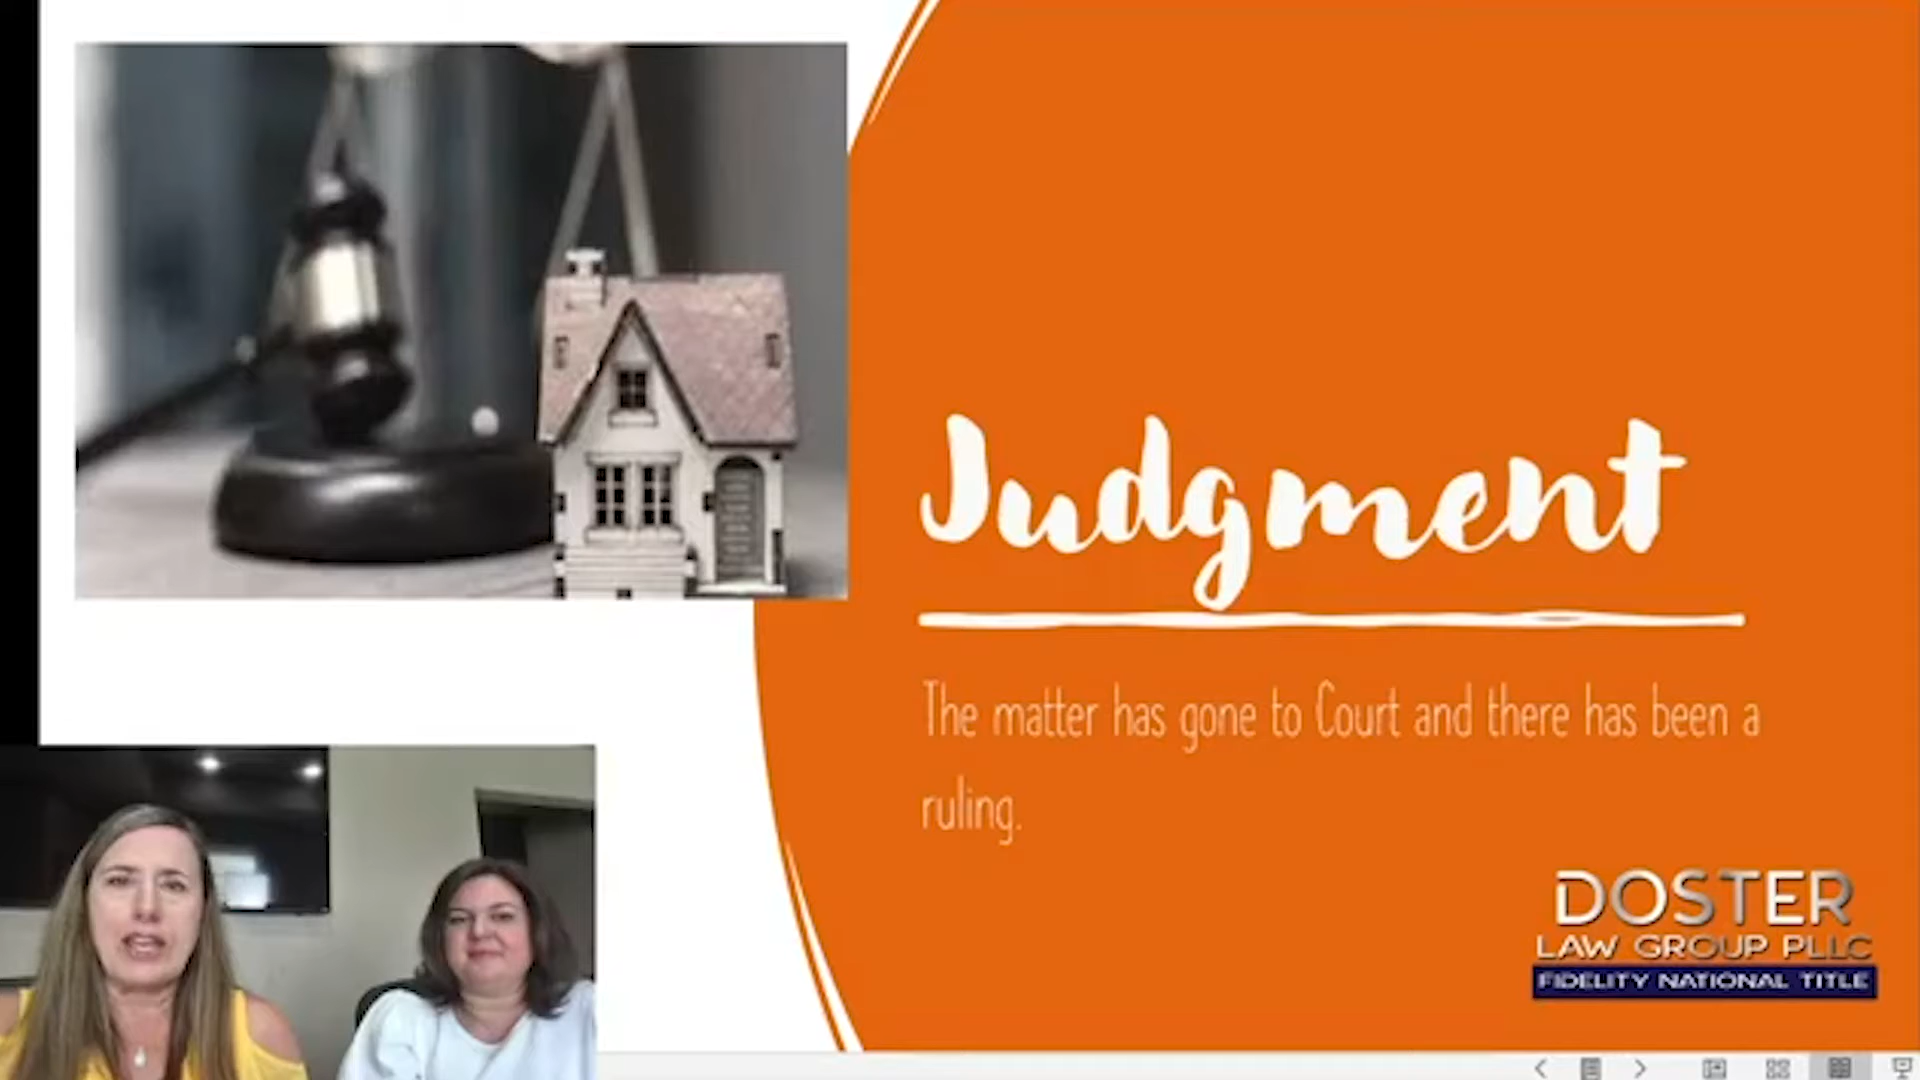 Judgment
The matter has gone to Court and there has been a
ruling.
DOSTER
LAW GROUP PLLC
FIDELITY NATIONAL TITLE